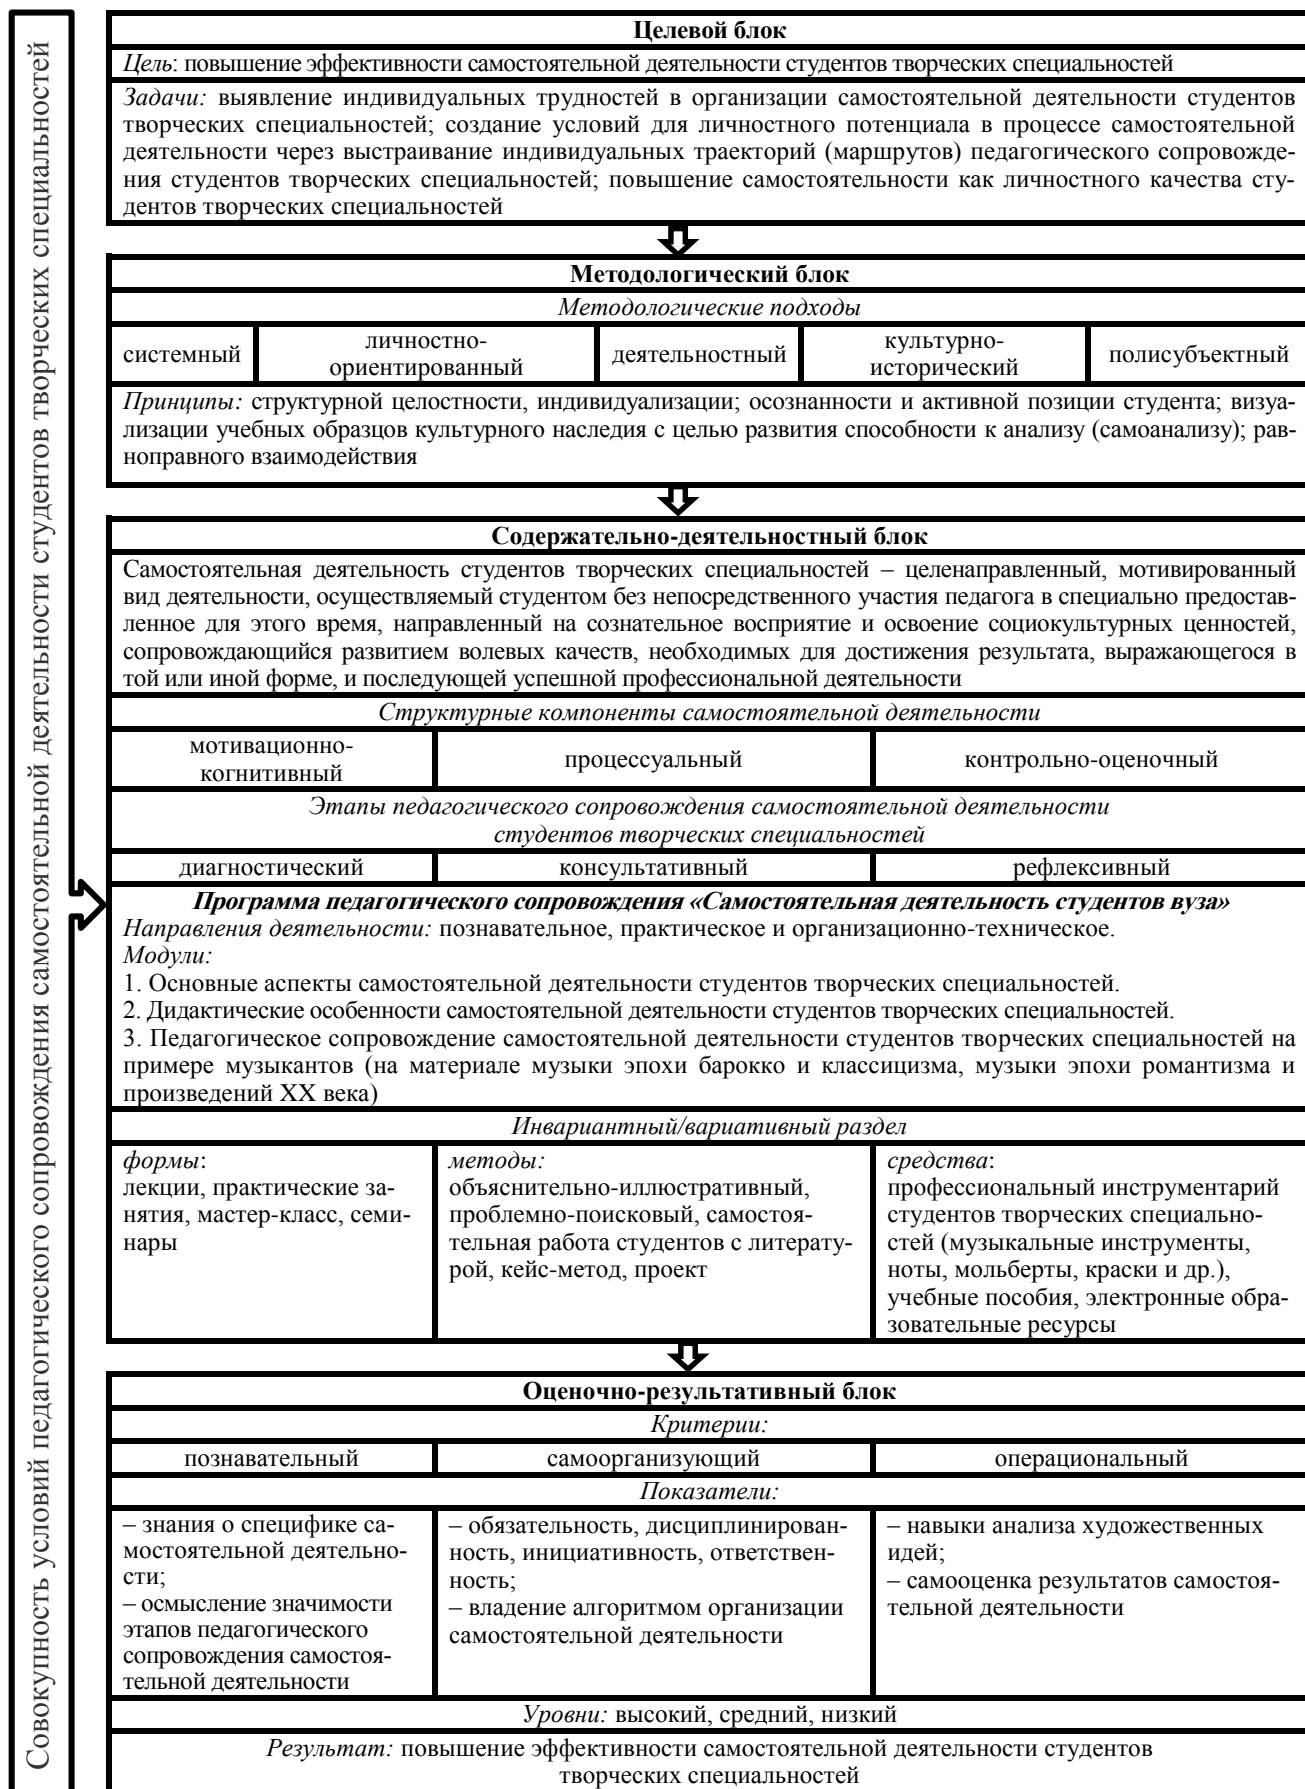 Совокупность условий педагогического сопровождения самостоятельной деятельности студентов творческих специальностей
Целевой блок
Цель: повышение эффективности самостоятельной деятельности студентов творческих специальностей
Задачи: выявление индивидуальных трудностей в организации самостоятельной деятельности студентов
творческих специальностей; создание условий для личностного потенциала в процессе самостоятельной
деятельности через выстраивание индивидуальных траекторий (маршрутов) педагогического сопровожде-
ния студентов творческих специальностей; повышение самостоятельности как личностного качества сту-
дентов творческих специальностей
Методологический блок
Методологические подходы
системный
личностно-
ориентированный
деятельностный
культурно-
исторический
полисубъектный
Принципы: структурной целостности, индивидуализации; осознанности и активной позиции студента; визуа-
лизации учебных образцов культурного наследия с целью развития способности к анализу (самоанализу); рав-
ноправного взаимодействия
Содержательно-деятельностный блок
Самостоятельная деятельность студентов творческих специальностей – целенаправленный, мотивированный
вид деятельности, осуществляемый студентом без непосредственного участия педагога в специально предостав-
ленное для этого время, направленный на сознательное восприятие и освоение социокультурных ценностей,
сопровождающийся развитием волевых качеств, необходимых для достижения результата, выражающегося в
той или иной форме, и последующей успешной профессиональной деятельности
Структурные компоненты самостоятельной деятельности
мотивационно-
когнитивный
процессуальный
контрольно-оценочный
Этапы педагогического сопровождения самостоятельной деятельности
студентов творческих специальностей
диагностический
консультативный
рефлексивный
Программа педагогического сопровождения «Самостоятельная деятельность студентов вуза»
Направления деятельности: познавательное, практическое и организационно-техническое.
Модули:
1. Основные аспекты самостоятельной деятельности студентов творческих специальностей.
2. Дидактические особенности самостоятельной деятельности студентов творческих специальностей.
3. Педагогическое сопровождение самостоятельной деятельности студентов творческих специальностей на
примере музыкантов (на материале музыки эпохи барокко и классицизма, музыки эпохи романтизма и
произведений XX века)
Инвариантный/вариативный раздел
формы:
лекции, практические за-
нятия, мастер-класс, семи-
нары
методы:
объяснительно-иллюстративный,
проблемно-поисковый, самостоя-
тельная работа студентов с литерату-
рой, кейс-метод, проект
средства:
профессиональный инструментарий
студентов творческих специально-
стей (музыкальные инструменты,
ноты, мольберты, краски и др.),
учебные пособия, электронные обра-
зовательные ресурсы
Оценочно-результативный блок
Критерии:
познавательный
самоорганизующий
операциональный
Показатели:
– знания о специфике са-
мостоятельной деятельно-
сти;
– осмысление значимости
этапов педагогического
сопровождения самостоя-
тельной деятельности
– обязательность, дисциплинирован-
ность, инициативность, ответствен-
ность;
– владение алгоритмом организации
самостоятельной деятельности
– навыки анализа художественных
идей;
– самооценка результатов самостоя-
тельной деятельности
Уровни: высокий, средний, низкий
Результат: повышение эффективности самостоятельной деятельности студентов
творческих специальностей